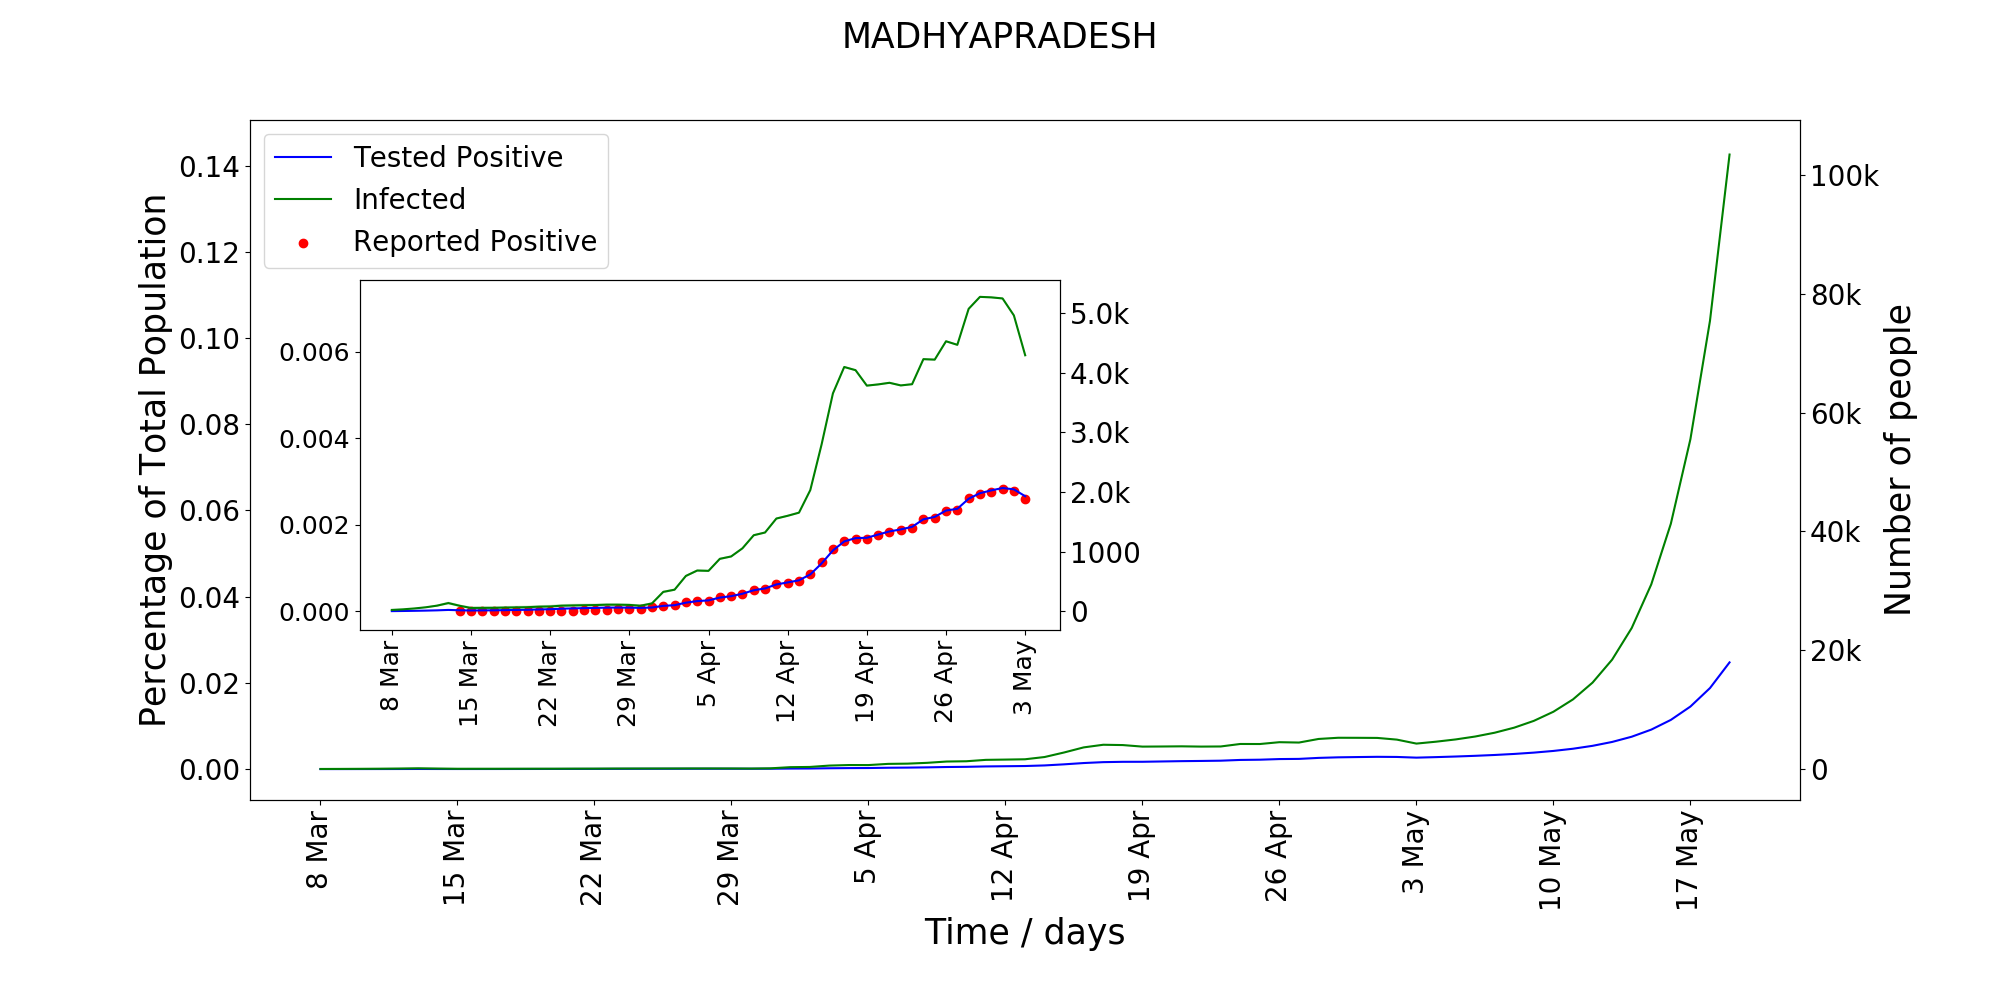 MADHYAPRADESH
Tested Positive
Infected
Reported Positive
Percentage of Total Population
0.14
0.12
0.10
0.08
0.06
0.04
0.02
0.00
100k
80k
60k
40k
20k
0
Number of people
0.006
0.004
0.002
0.000
5.0k
4.0k
3.0k
2.0k
1000
0
8 Mar
15 Mar
22 Mar
29 Mar
5 Apr
12 Apr
19 Apr
26 Apr
3 May
8 Mar
15 Mar
22 Mar
29 Mar
5 Apr
12 Apr
19 Apr
26 Apr
3 May
10 May
17 May
Time / days